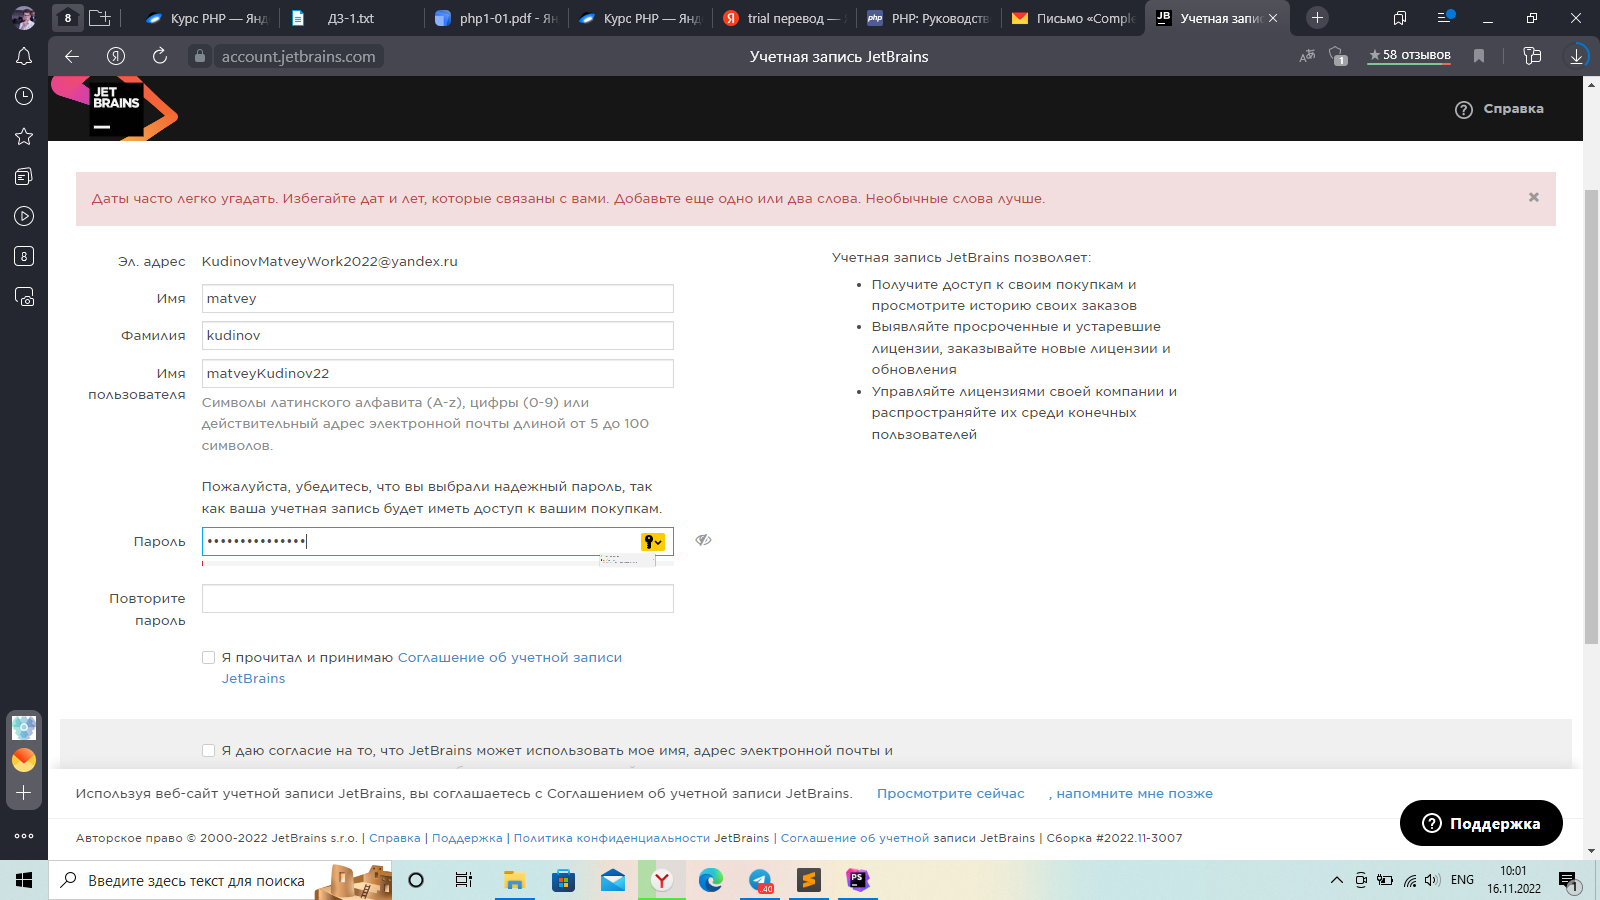 8
Курс PHP — Янд
ДЗ-1.txt
php1-01.pdf - Ян
Курс PHP — Янд
trial перевод —
PHP: Руководств
Письмо «Comple
Учетная запис
account.jetbrains.com
Учетная запись JetBrains
1
★ 58 отзывов
JET
BRAINS
Справка
Даты часто легко угадать. Избегайте дат и лет, которые связаны с вами. Добавьте еще одно или два слова. Необычные слова лучше.
Эл. адрес KudinovMatveyWork2022@yandex.ru
Имя matvey
Фамилия kudinov
Имя
пользователя
matveyKudinov22
Символы латинского алфавита (A-z), цифры (0-9) или
действительный адрес электронной почты длиной от 5 до 100
символов.
Пожалуйста, убедитесь, что вы выбрали надежный пароль, так
как ваша учетная запись будет иметь доступ к вашим покупкам.
Пароль •••••••••••••••
Повторите
пароль
Я прочитал и принимаю Соглашение об учетной записи
JetBrains
Учетная запись JetBrains позволяет:
• Получите доступ к своим покупкам и
просмотрите историю своих заказов
• Выявляйте просроченные и устаревшие
лицензии, заказывайте новые лицензии и
обновления
• Управляйте лицензиями своей компании и
распространяйте их среди конечных
пользователей
Я даю согласие на то, что JetBrains может использовать мое имя, адрес электронной почты и
Используя веб-сайт учетной записи JetBrains, вы соглашаетесь с Соглашением об учетной записи JetBrains. Просмотрите сейчас , напомните мне позже
Авторское право © 2000-2022 JetBrains s.r.o. | Справка | Поддержка | Политика конфиденциальности JetBrains | Соглашение об учетной записи JetBrains | Сборка #2022.11-3007
Поддержка
8
Введите здесь текст для поиска
40
PS
ENG
10:01
16.11.2022
1